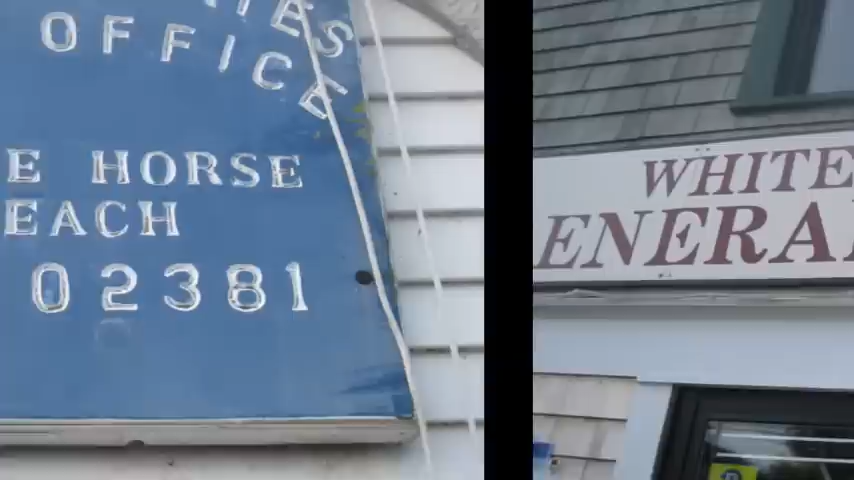 OFFICE
E HORSE
EACH
02381
WHITE
ENERA